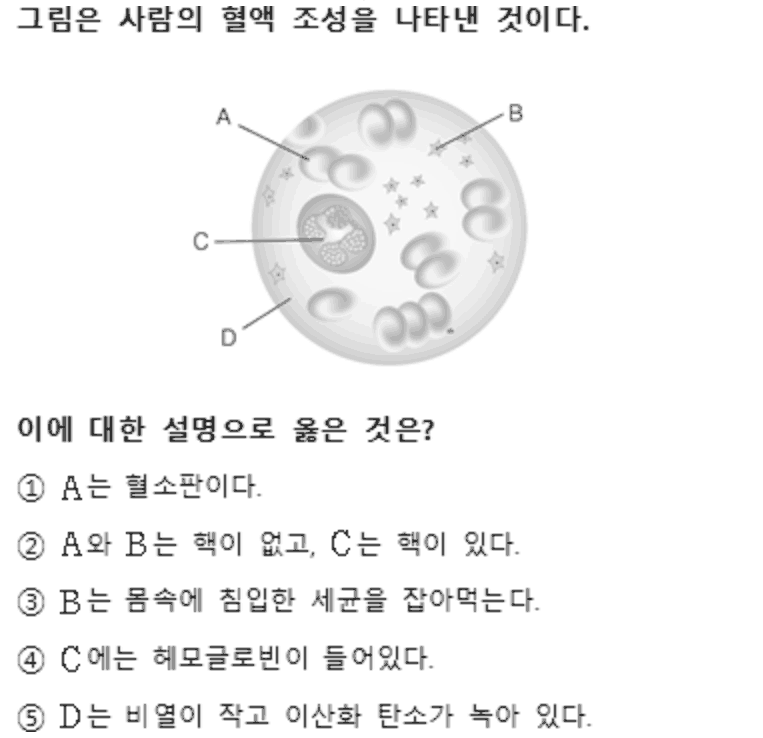 그림은 사람의 혈액 조성을 나타낸 것이다.
A
B
C
D
이에 대한 설명으로 옳은 것은?
① A는 혈소판이다.
② A와 B는 핵이 없고, C는 핵이 있다.
③ B는 몸속에 침입한 세균을 잡아먹는다.
④ C에는 헤모글로빈이 들어있다.
⑤ D는 비열이 작고 이산화 탄소가 녹아 있다.